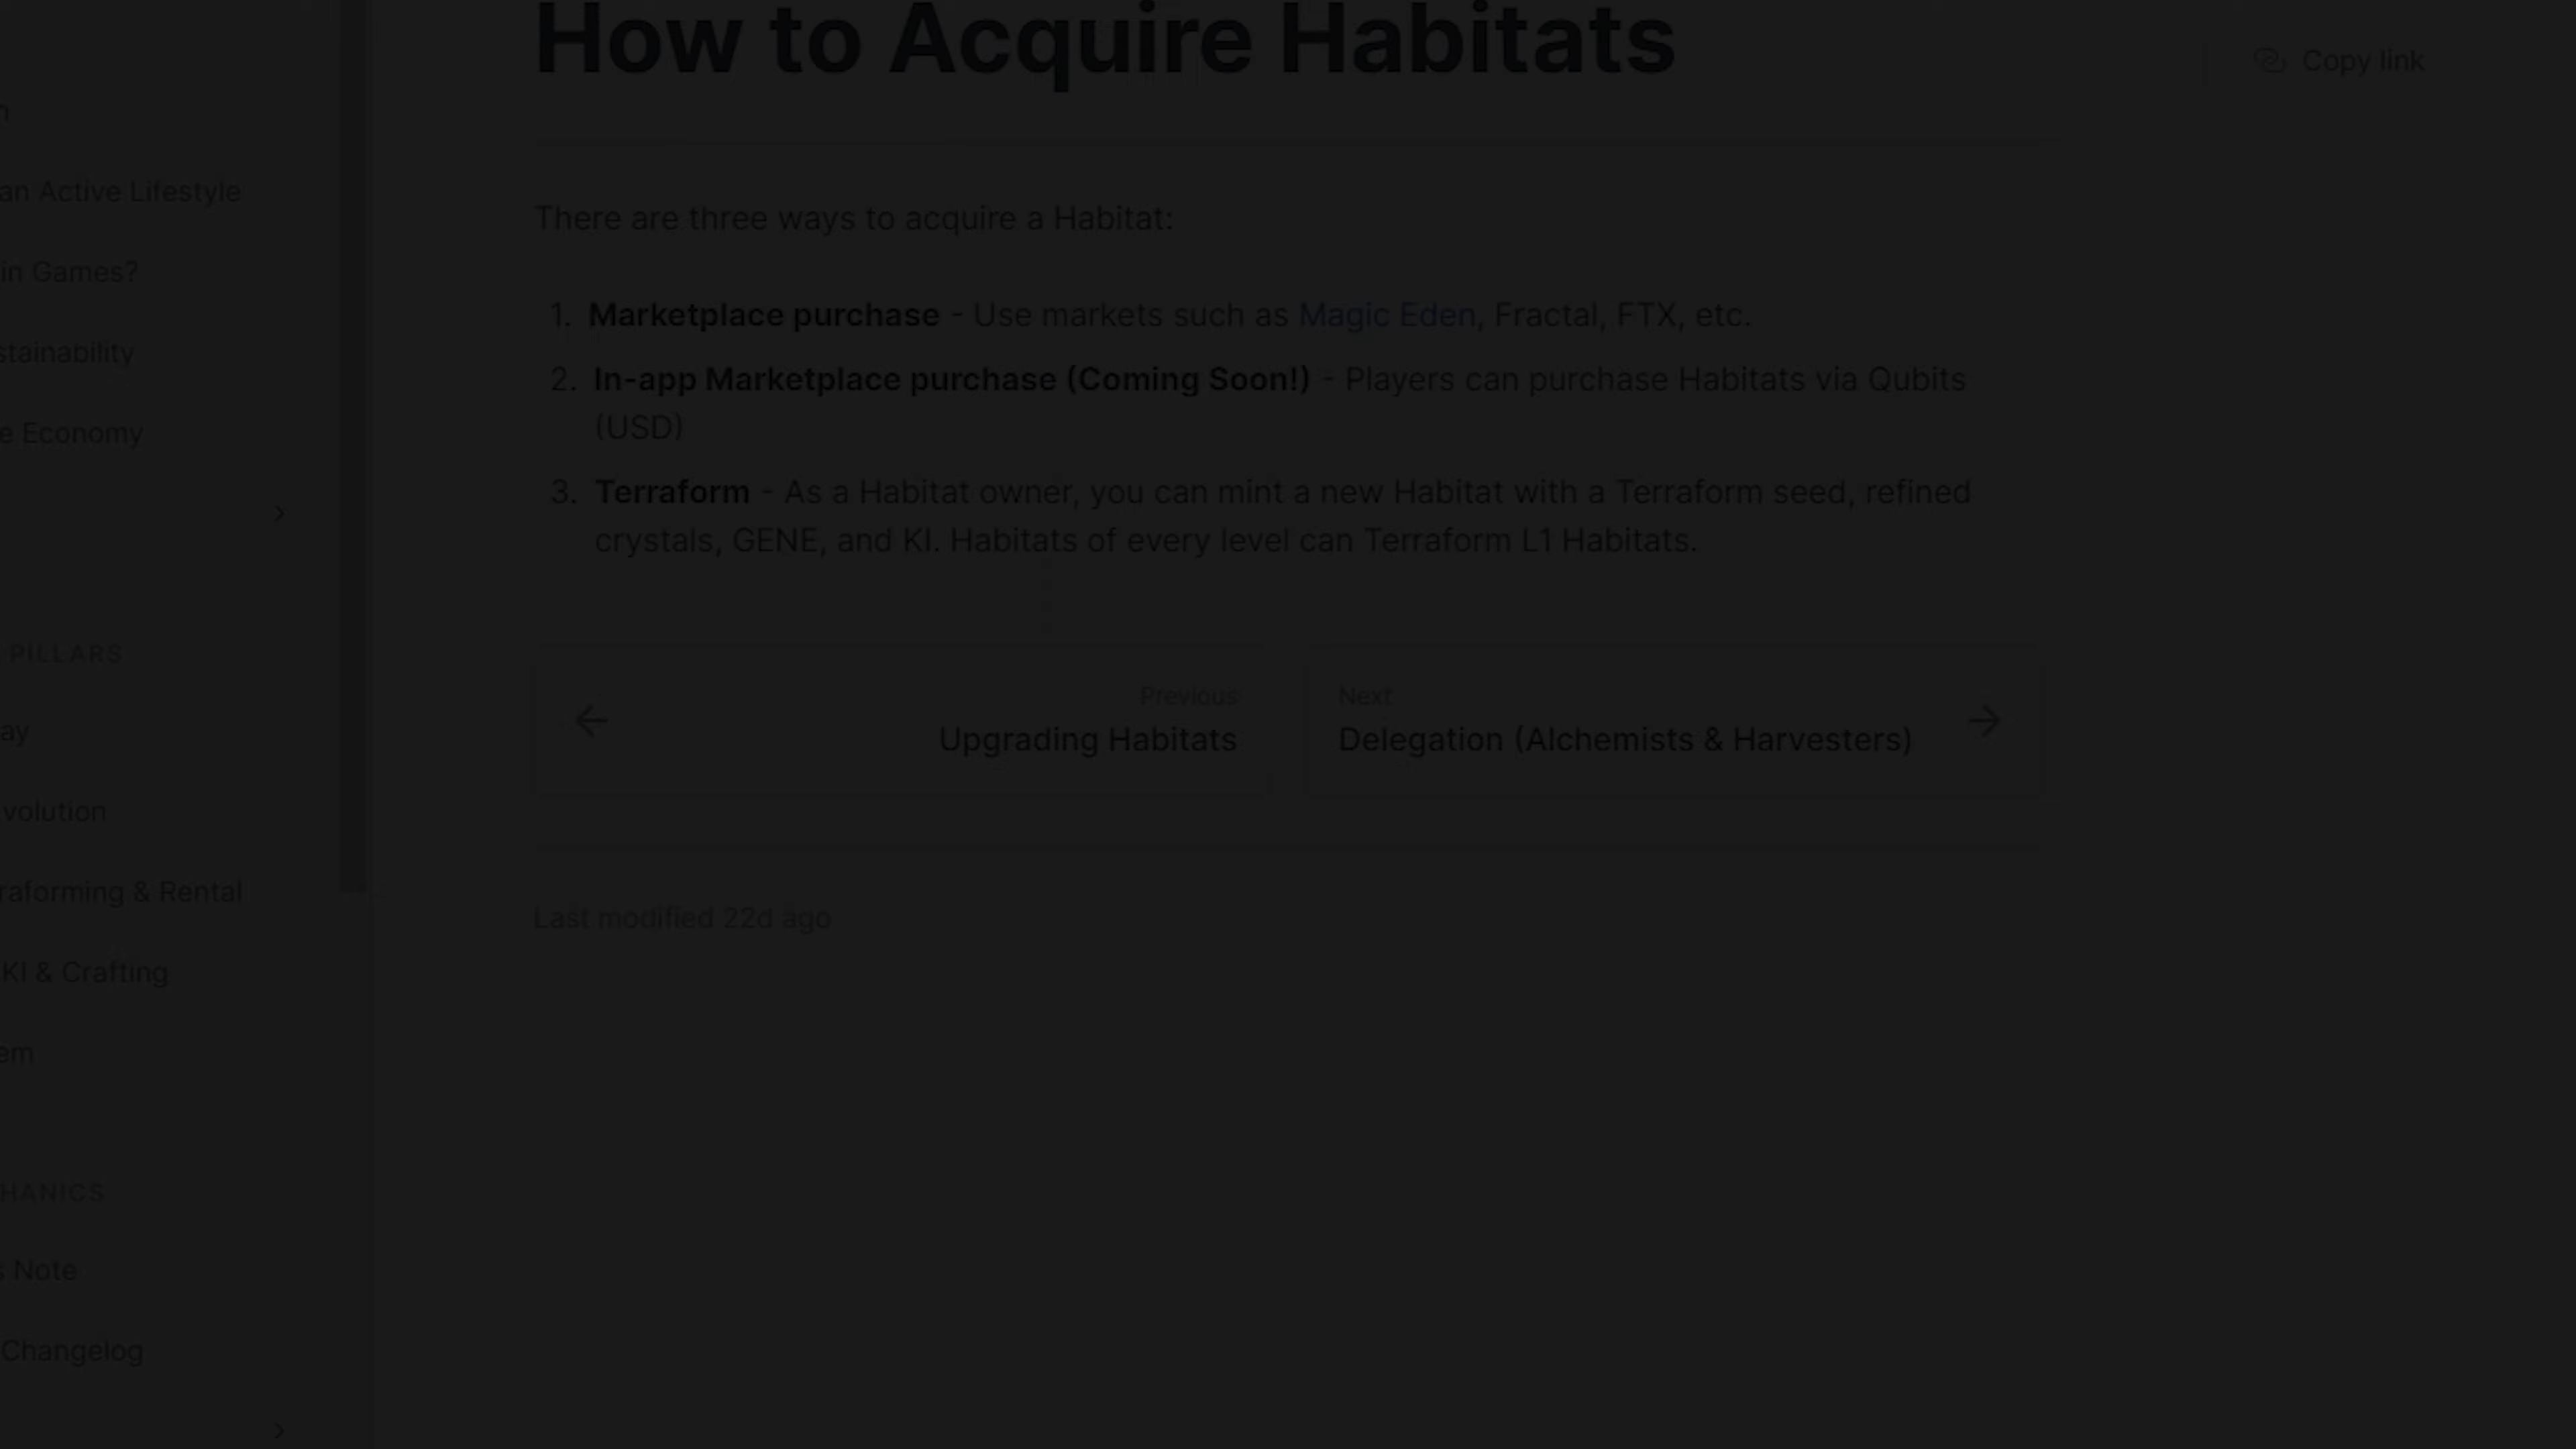 How to Acquire Habitats
Copy link
an Active Lifestyle
in Games?
stainability
e Economy
PILLARS
ay
volution
raforming & Rental
KI & Crafting
em
HANICS
s Note
Changelog
There are three ways to acquire a Habitat:
1. Marketplace purchase - Use markets such as Magic Eden, Fractal, FTX, etc.
2. In-app Marketplace purchase (Coming Soon!) - Players can purchase Habitats via Qubits
(USD)
3. Terraform - As a Habitat owner, you can mint a new Habitat with a Terraform seed, refined
crystals, GENE, and KI. Habitats of every level can Terraform L1 Habitats.
Previous
Upgrading Habitats
Next
Delegation (Alchemists & Harvesters)
Last modified 22d ago